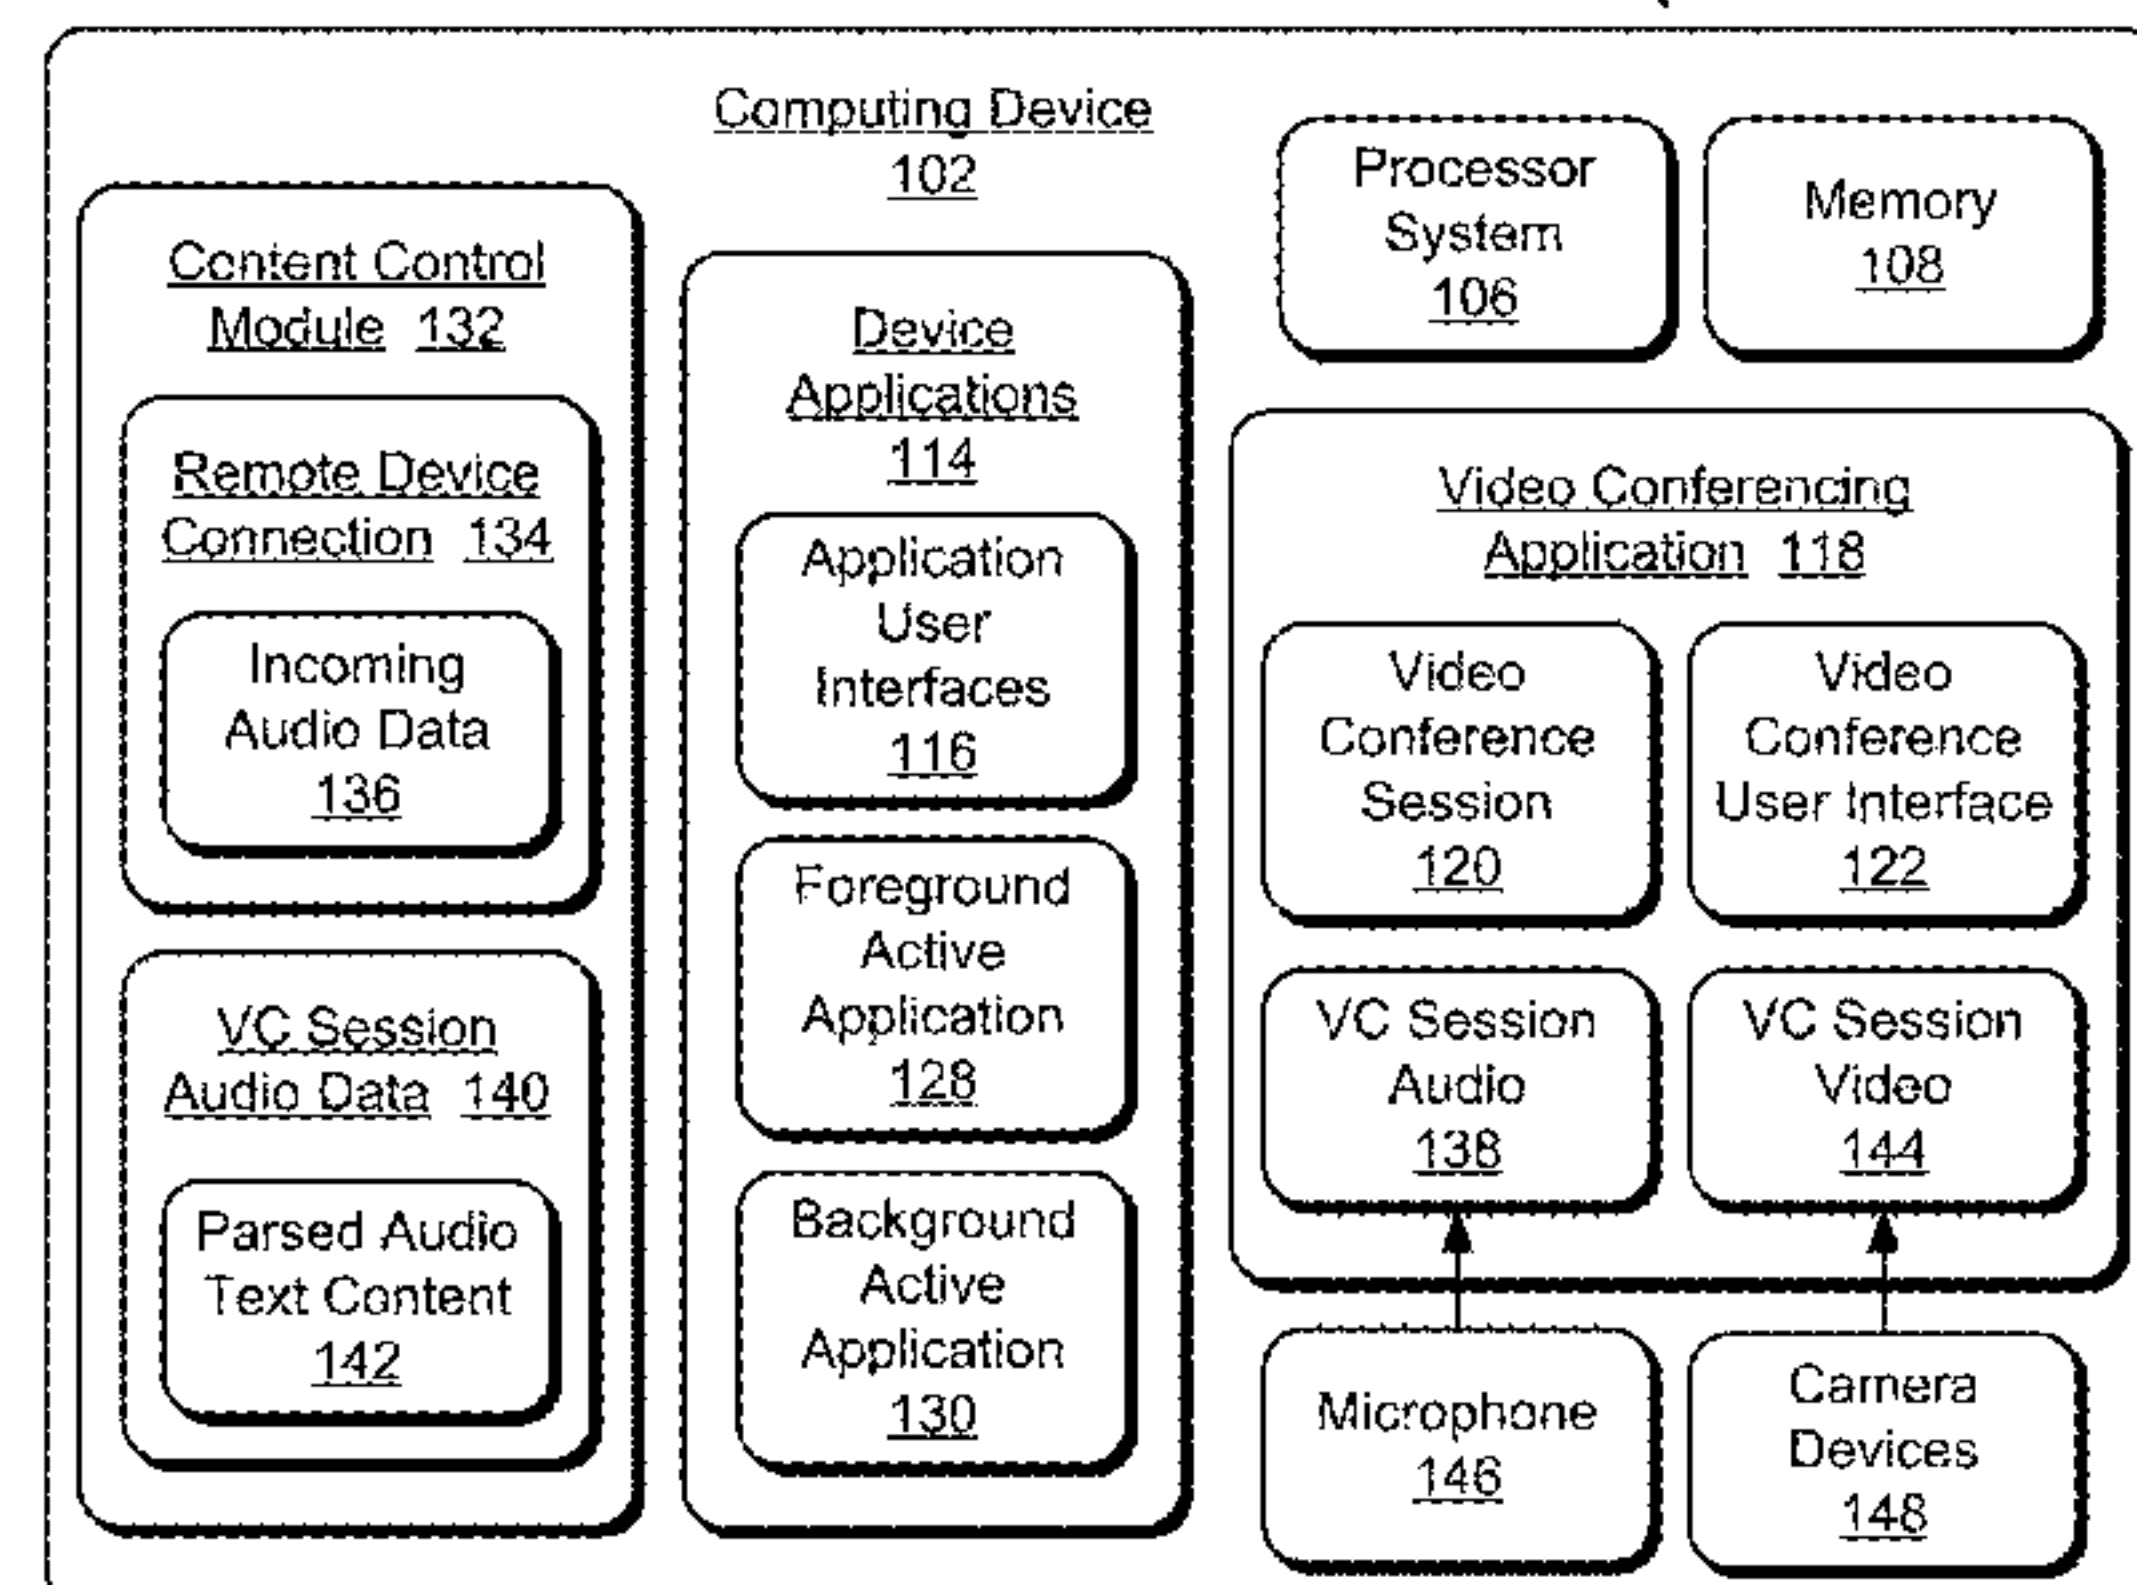 Computing Device
102
Content Control
Module 132
Remote Device
Connection 134
Incoming
Audio Data
136
VC Session
Audio Data 140
Parsed Audio
Text Content
142
Device
Applications
114
Application
User
Interfaces
116
Foreground
Active
Application
128
Background
Active
Application
130
Processor
System
106
Memory
108
Video Conferencing
Application 118
Video
Conference
Session
120
Video
Conference
User Interface
122
VC Session
Audio
138
VC Session
Video
144
Microphone
146
Camera
Devices
148